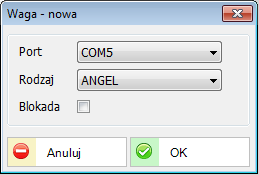 Waga - nowa
Port COM5
Rodzaj ANGEL
Blokada
Anuluj OK